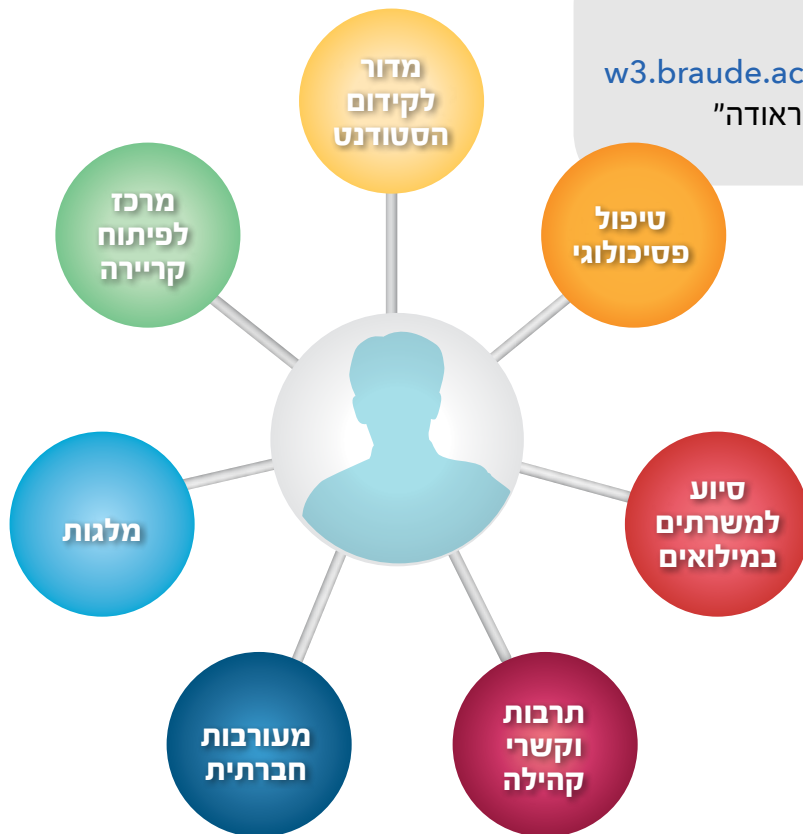 w3.braude.ac
ראודה"
מדור
לקידום
הסטודנט
טיפול
פסיכולוגי
מרכז
לפיתוח
קריירה
סיוע
למשרתים
במילואים
מלגות
תרבות
וקשרי
קהילה
מעורבות
חברתית